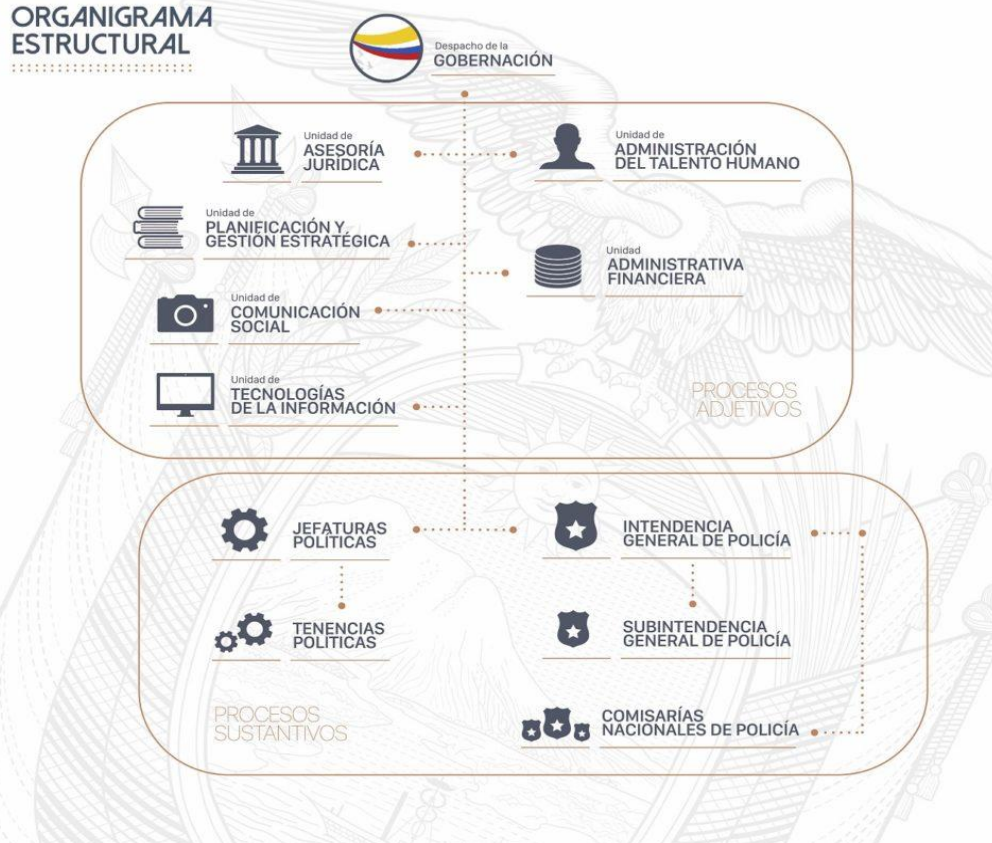 ORGANIGRAMA
ESTRUCTURAL
Despacho de la
GOBERNACIÓN
Unidad de
ASESORÍA
JURÍDICA
Unidad de
ADMINISTRACIÓN
DEL TALENTO HUMANO
Unidad de
PLANIFICACIÓN Y
GESTIÓN ESTRATÉGICA
Unidad
ADMINISTRATIVA
FINANCIERA
Unidad de
COMUNICACIÓN
SOCIAL
Unidad de
TECNOLOGÍAS
DE LA INFORMACIÓN
PROCESOS
ADJETIVOS
JEFATURAS
POLÍTICAS
INTENDENCIA
GENERAL DE POLICÍA
TENENCIAS
POLÍTICAS
SUBINTENDENCIA
GENERAL DE POLICÍA
PROCESOS
SUSTANTIVOS
COMISARÍAS
NACIONALES DE POLICÍA